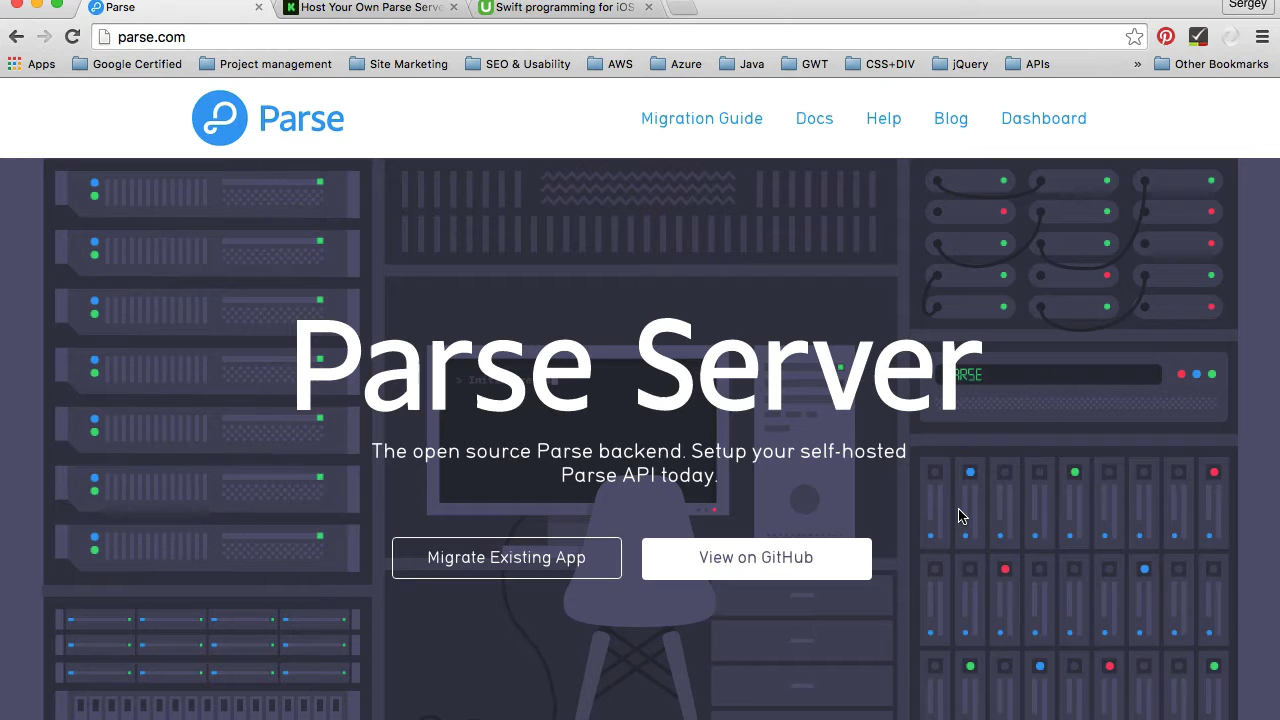 Parse
Host Your Own Parse Serve
Swift programming for iOS
Sergey
parse.com
Apps
Google Certified
Project management
Site Marketing
SEO & Usability
AWS
Azure
Java
GWT
CSS+DIV
jQuery
APIs
»
Other Bookmarks
Parse
Migration Guide
Docs
Help
Blog
Dashboard
Parse Server
PARSE
The open source Parse backend. Setup your self-hosted
Parse API today.
Migrate Existing App
View on GitHub